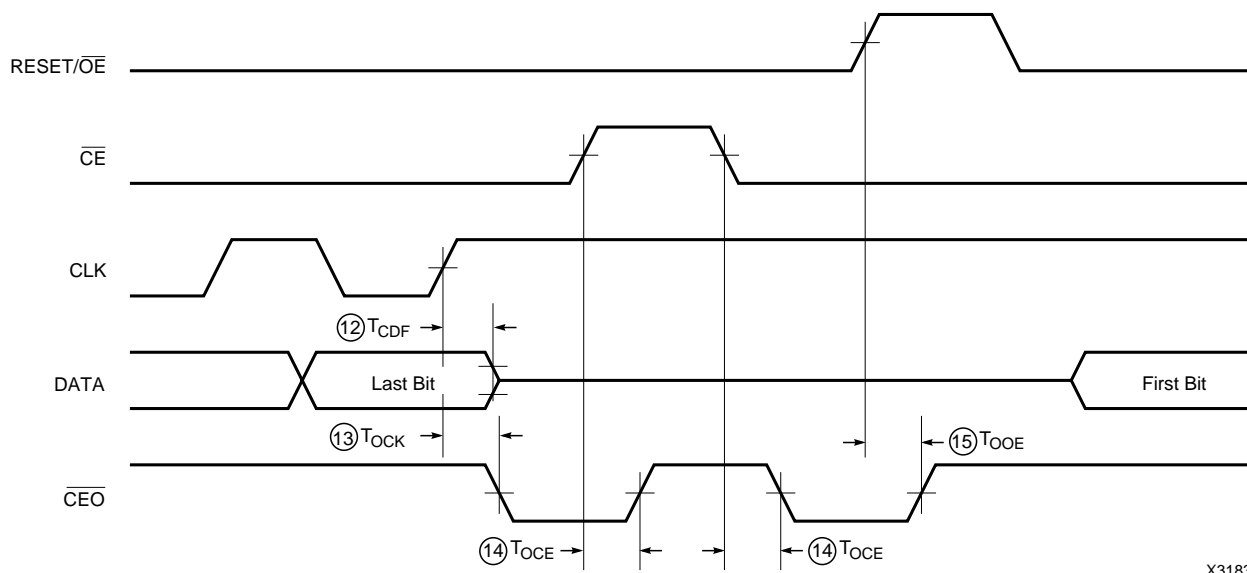 RESET/OE
CE
CLK
12 TCDF
DATA
Last Bit
First Bit
13 TOCK
15 TOOE
CEO
14 TOCE
14 TOCE
X3183